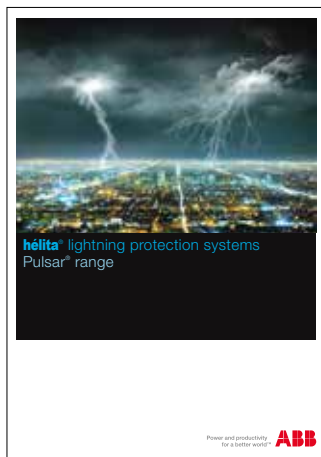 hélita® lightning protection systems
Pulsar® range
Power and productivity
for a better world™
ABB